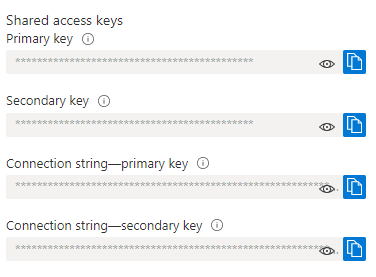 Shared access keys
Primary key
********************************************
Secondary key
********************************************
Connection string—primary key
**********************************************************...
Connection string—secondary key
**********************************************************...